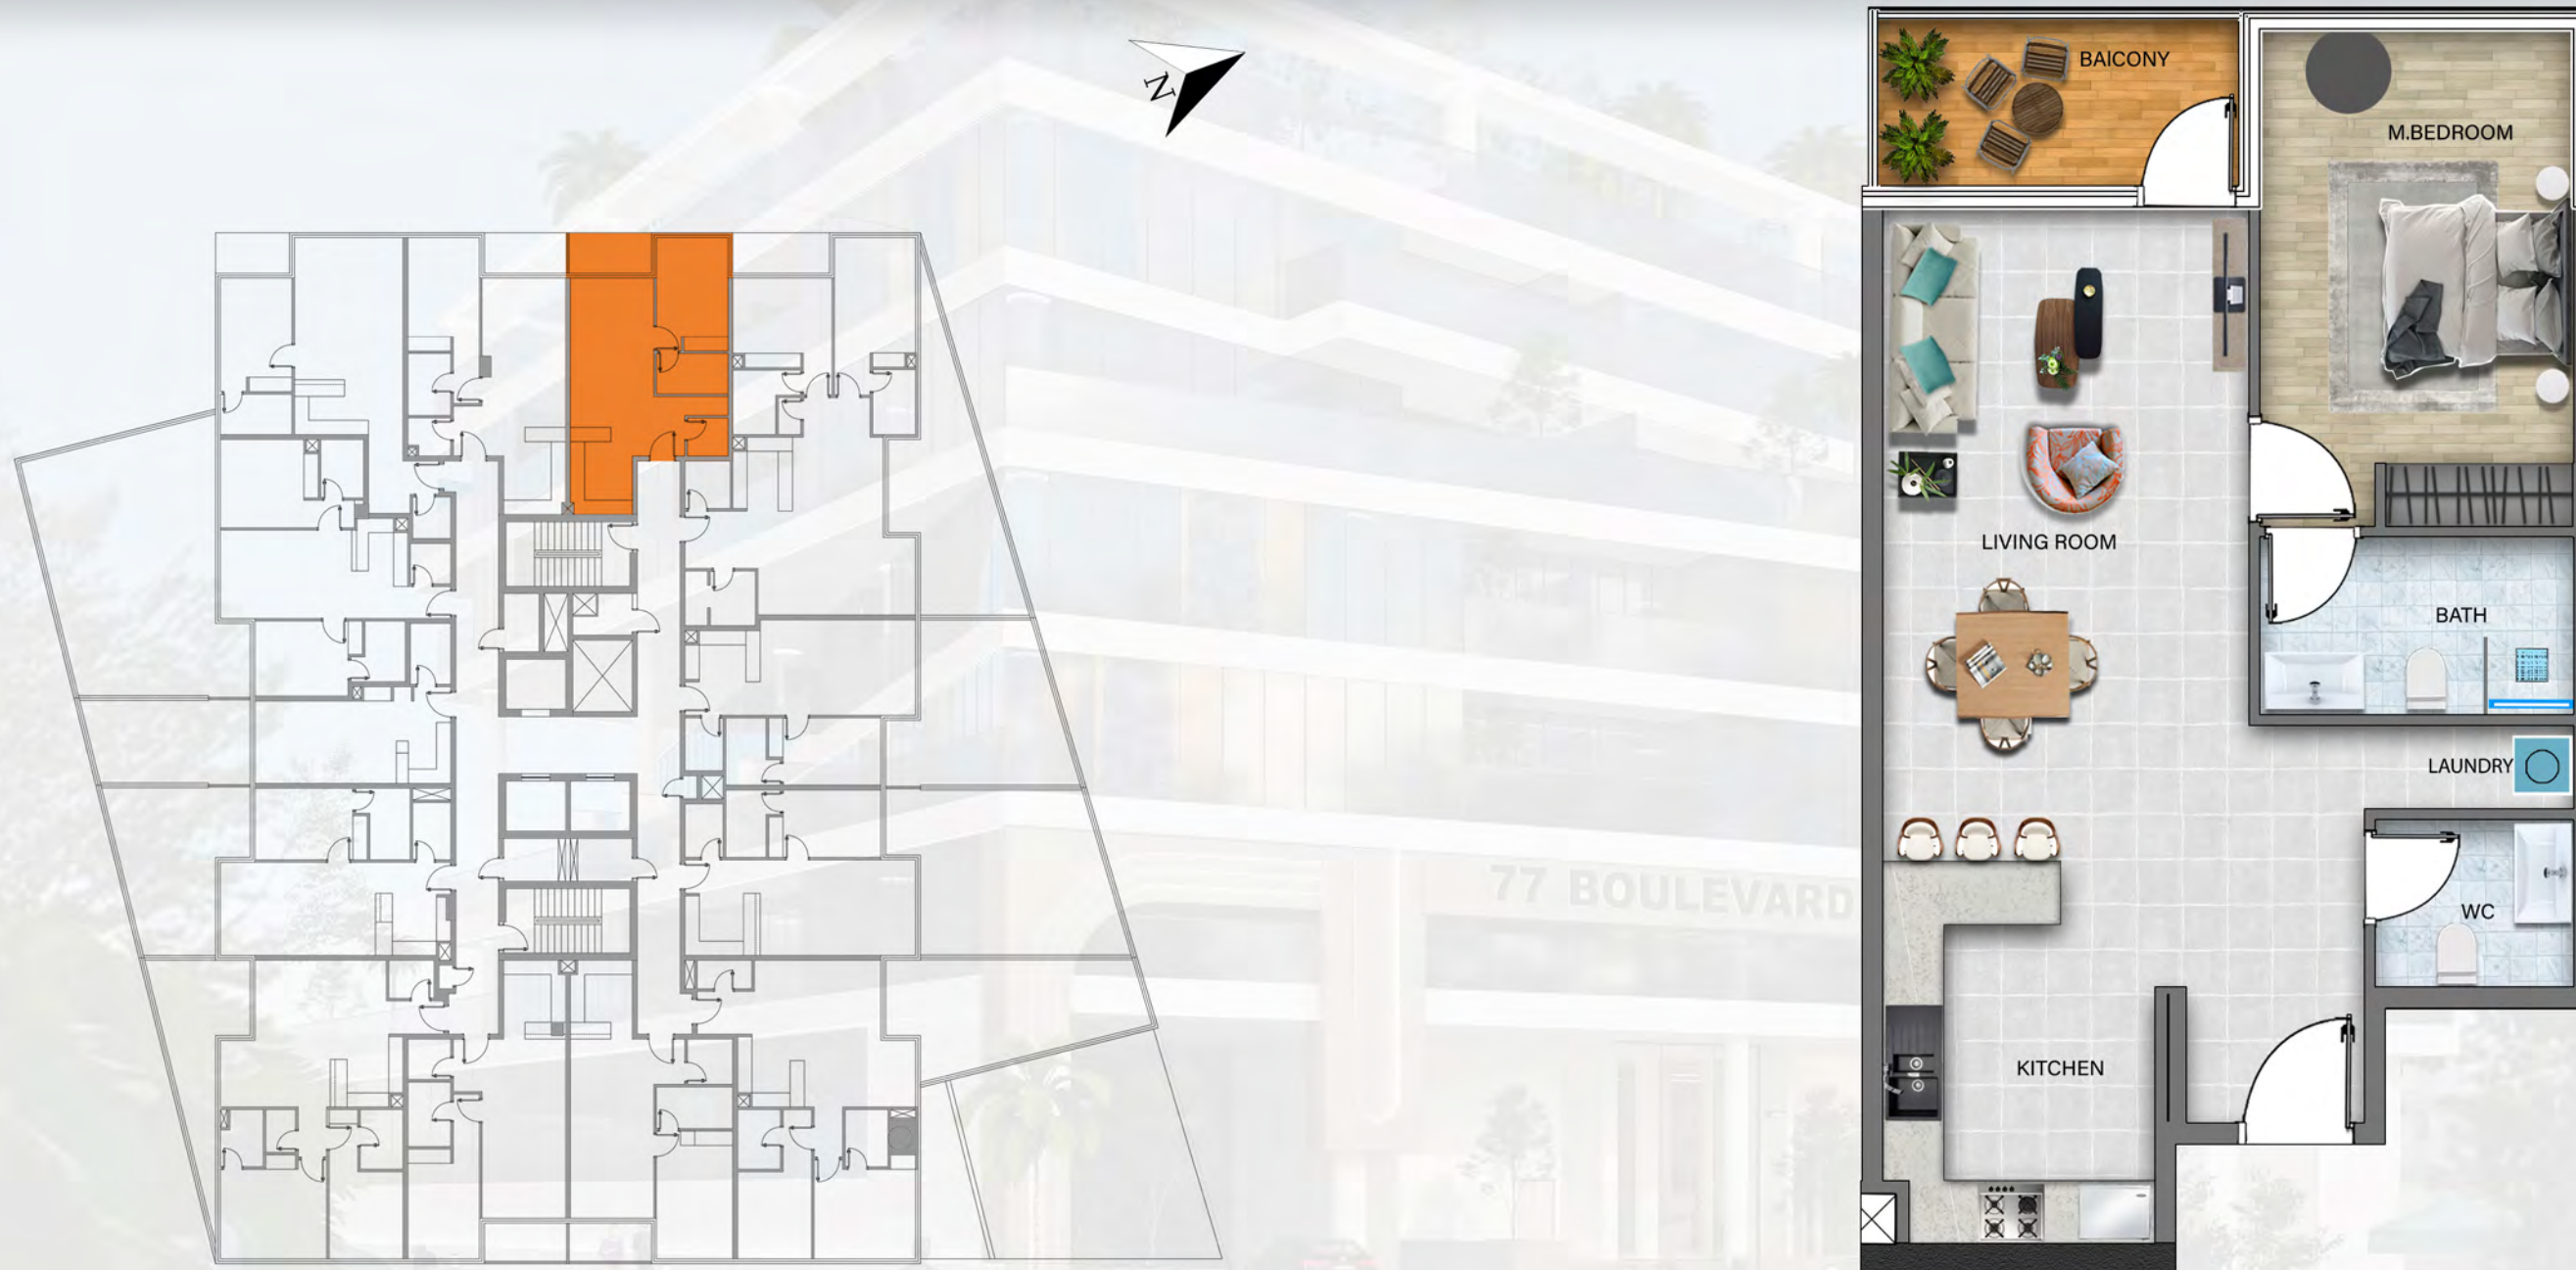 N
77 BOULEVARD
BAICONY
M.BEDROOM
LIVING ROOM
BATH
LAUNDRY
WC
KITCHEN